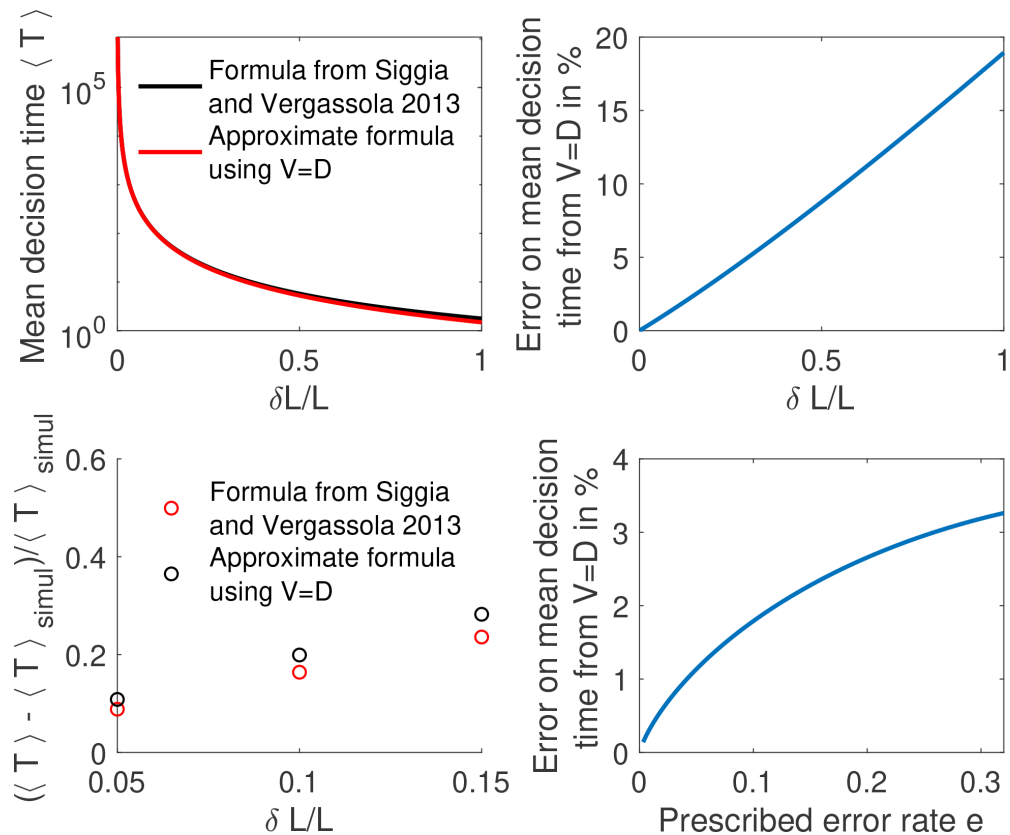 Mean decision time ⟨ T ⟩
10^5
10^0
Formula from Siggia
and Vergassola 2013
Approximate formula
using V=D
0
0.5
1
δL/L
Error on mean decision
time from V=D in %
20
15
10
5
0
0
0.5
1
δ L/L
(⟨ T ⟩ - ⟨ T ⟩_simul)/⟨ T ⟩_simul
0.6
0.4
0.2
0
Formula from Siggia
and Vergassola 2013
Approximate formula
using V=D
0.05
0.1
0.15
δ L/L
Error on mean decision
time from V=D in %
4
3
2
1
0
0
0.1
0.2
0.3
Prescribed error rate e